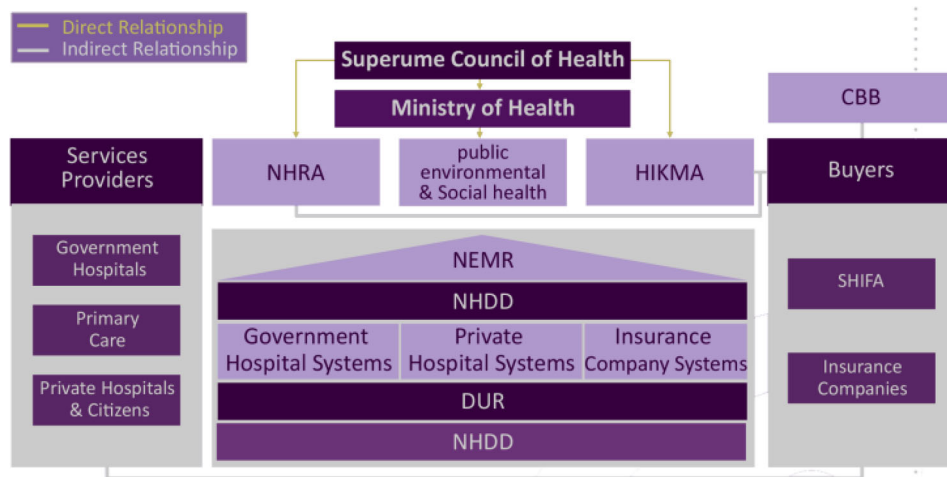 Direct Relationship
Indirect Relationship
Superume Council of Health
Ministry of Health
CBB
Services
Providers
NHRA
public
environmental
& Social health
HIKMA
Buyers
Government
Hospitals
Primary
Care
Private Hospitals
& Citizens
NEMR
NHDD
Government
Hospital Systems
Private
Hospital Systems
Insurance
Company Systems
DUR
NHDD
SHIFA
Insurance
Companies